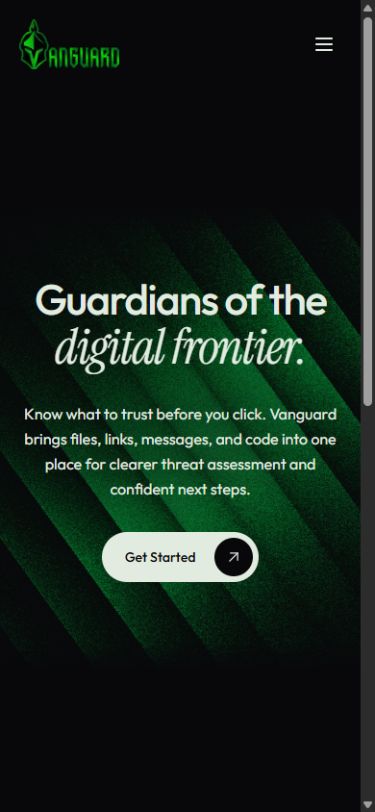 VANGUARD
Guardians of the
digital frontier.
Know what to trust before you click. Vanguard
brings files, links, messages, and code into one
place for clearer threat assessment and
confident next steps.
Get Started